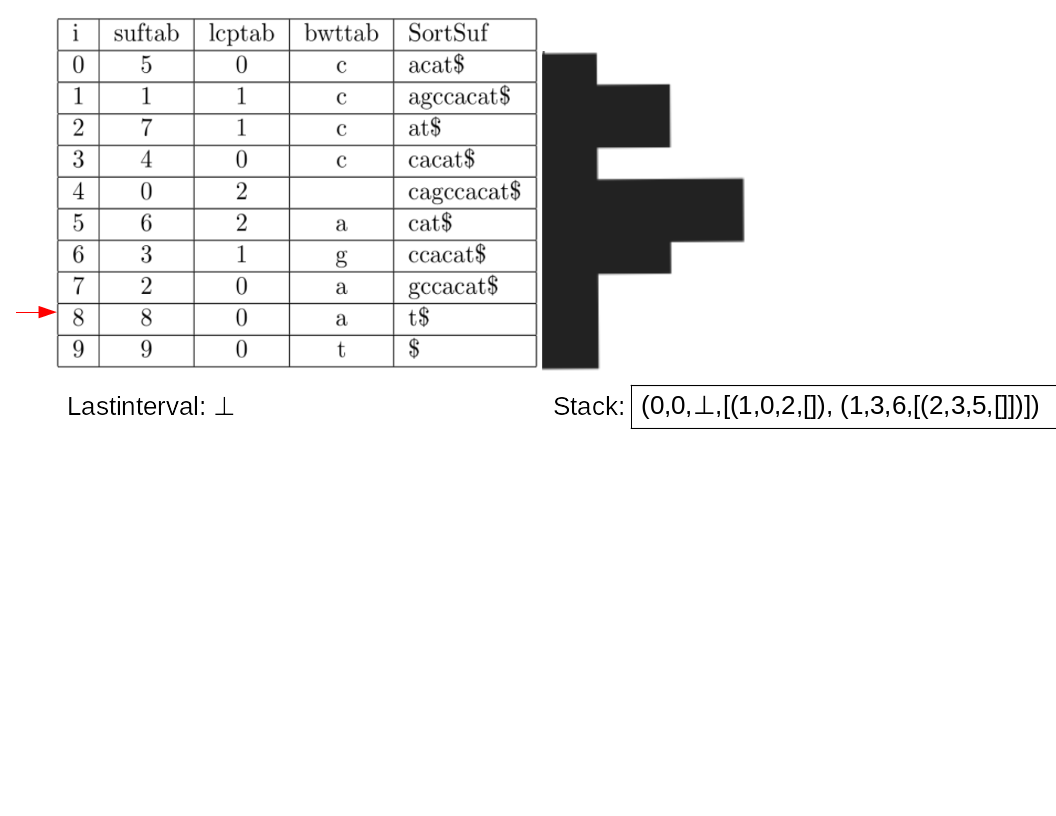 i suftab lcptab bwttab SortSuf
0 5 0 c acat$
1 1 1 c agccacat$
2 7 1 c at$
3 4 0 c cacat$
4 0 2 cagccacat$
5 6 2 a cat$
6 3 1 g ccacat$
7 2 0 a gccacat$
8 8 0 a t$
9 9 0 t $
Lastinterval: ⊥ Stack: (0,0,⊥,[(1,0,2,[]), (1,3,6,[(2,3,5,[]])])